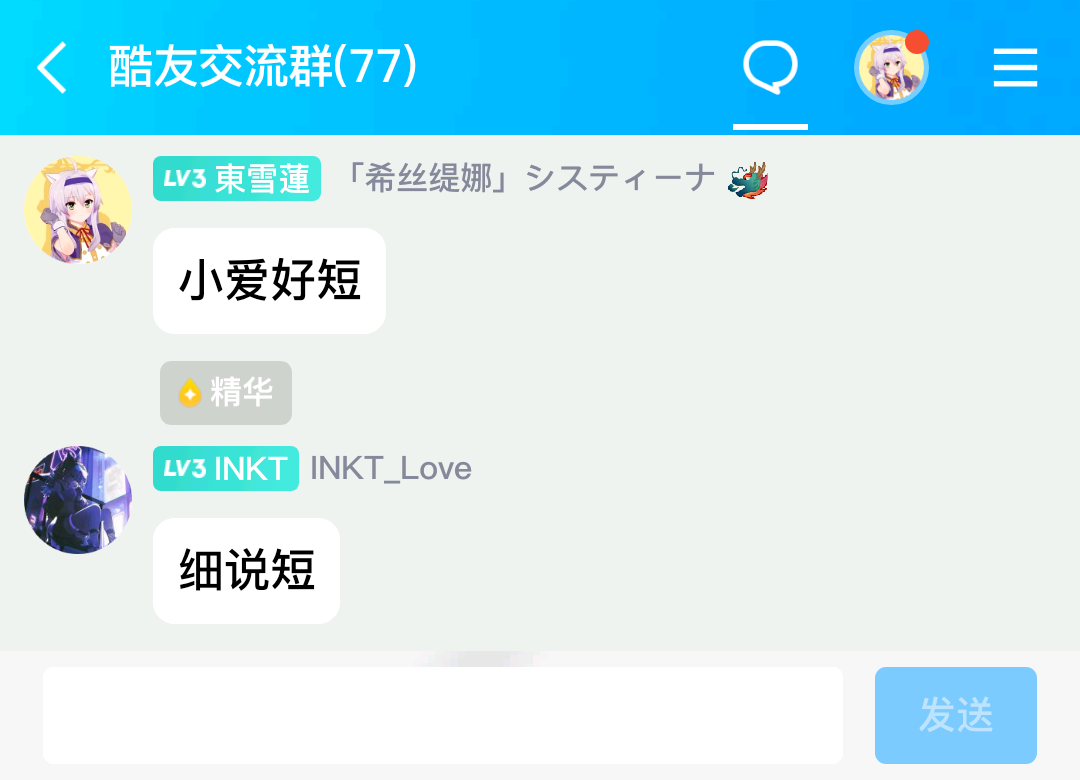 酷友交流群(77)
LV3 東雪蓮 「希丝缇娜」システィーナ
小爱好短
精华
LV3 INKT INKT_Love
细说短
发送